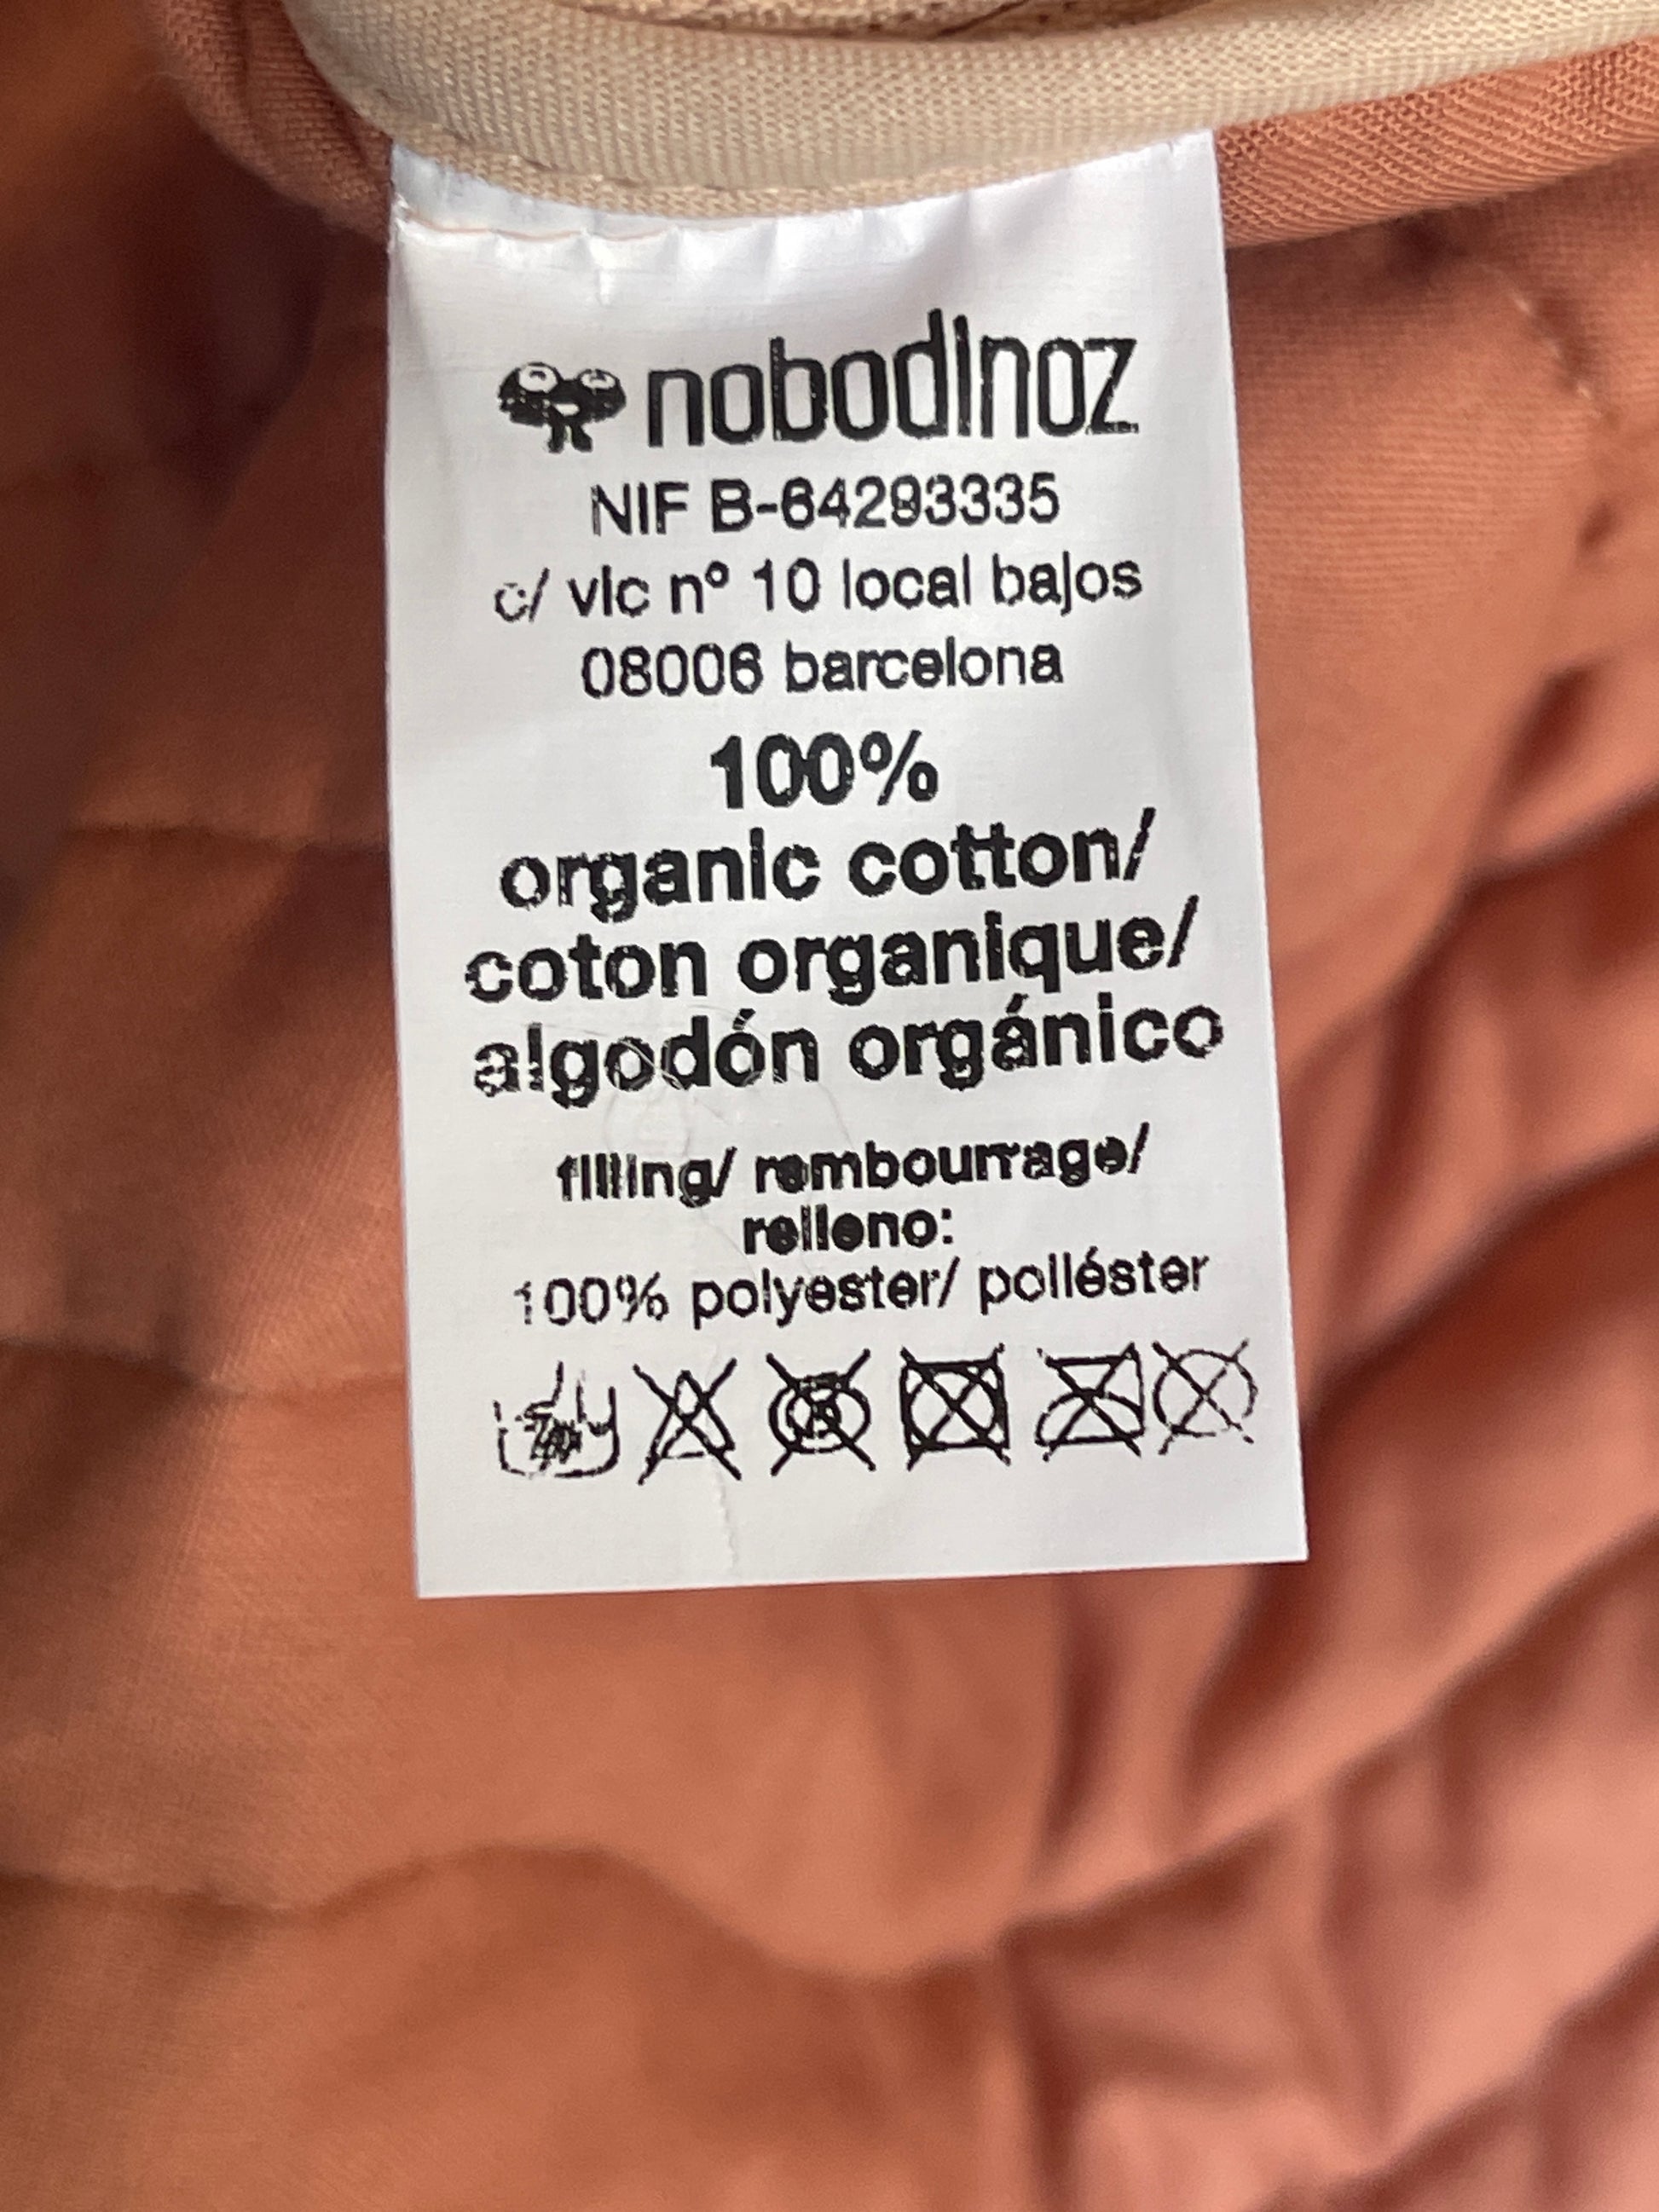 nobodinoz
NIF B-64293335
c/ vic nº 10 local bajos
08006 barcelona
100%
organic cotton/
coton organique/
algodón orgánico
filling/ rembourrage/
relleno:
100% polyester/ poliéster